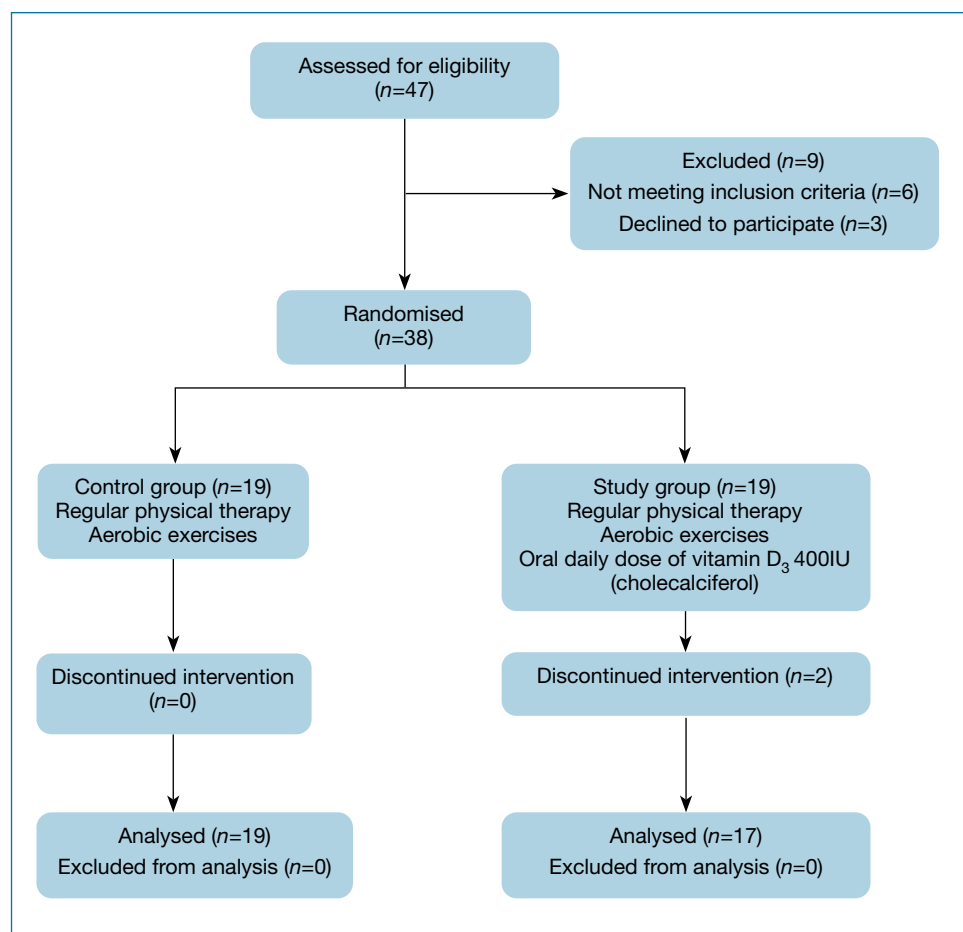 Assessed for eligibility
(n=47)
Excluded (n=9)
Not meeting inclusion criteria (n=6)
Declined to participate (n=3)
Randomised
(n=38)
Control group (n=19)
Regular physical therapy
Aerobic exercises
Study group (n=19)
Regular physical therapy
Aerobic exercises
Oral daily dose of vitamin D₃ 400IU
(cholecalciferol)
Discontinued intervention
(n=0)
Discontinued intervention (n=2)
Analysed (n=19)
Excluded from analysis (n=0)
Analysed (n=17)
Excluded from analysis (n=0)